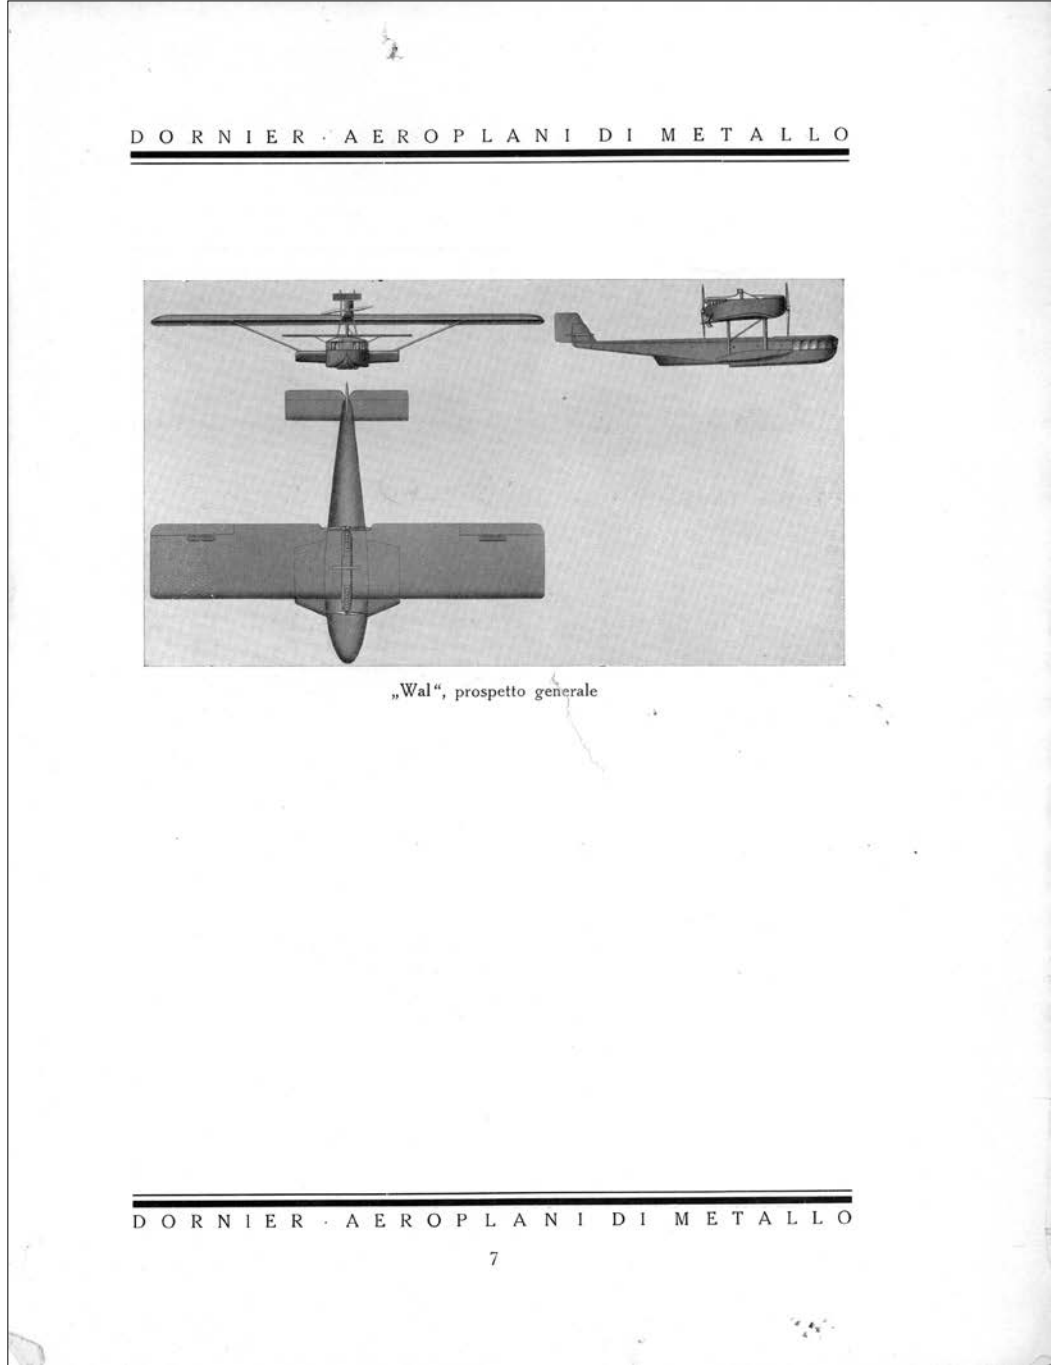 DORNIER · AEROPLANI DI METALLO
„Wal“, prospetto generale
DORNIER · AEROPLANI DI METALLO
7